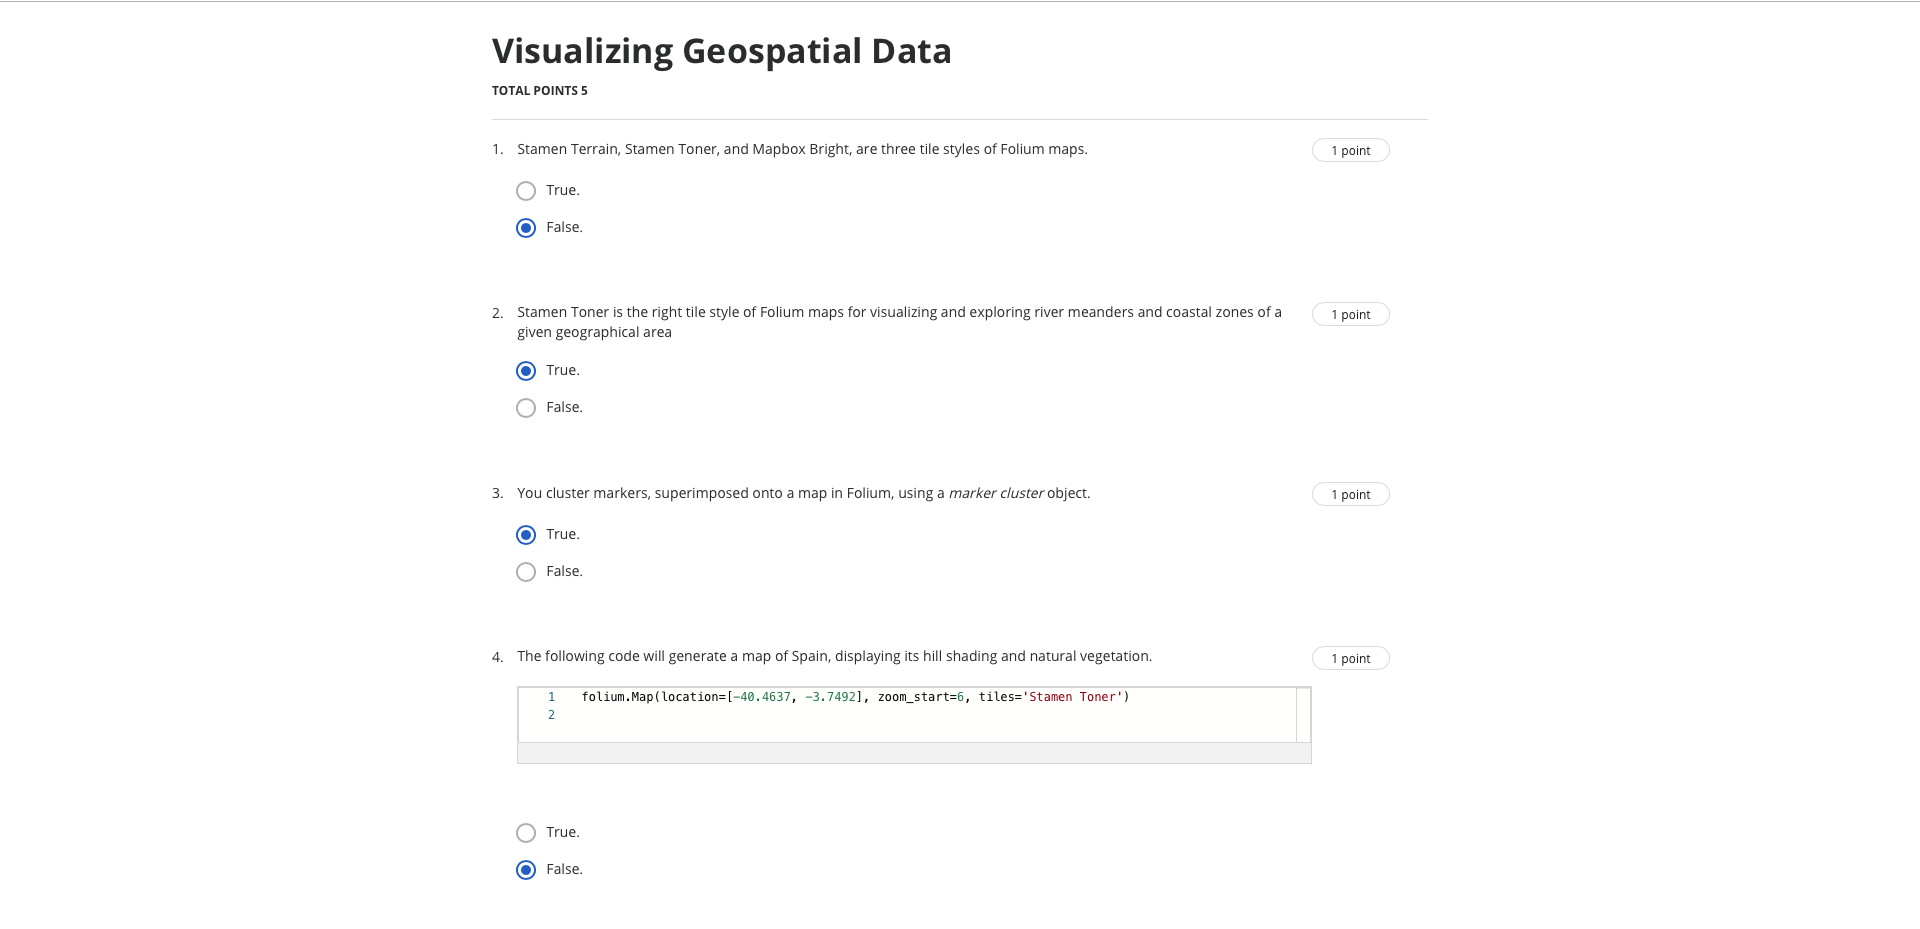 Visualizing Geospatial Data
TOTAL POINTS 5
1. Stamen Terrain, Stamen Toner, and Mapbox Bright, are three tile styles of Folium maps.
1 point
True.
False.
2. Stamen Toner is the right tile style of Folium maps for visualizing and exploring river meanders and coastal zones of a
given geographical area
1 point
True.
False.
3. You cluster markers, superimposed onto a map in Folium, using a marker cluster object.
1 point
True.
False.
4. The following code will generate a map of Spain, displaying its hill shading and natural vegetation.
1 point
1 folium.Map(location=[-40.4637, -3.7492], zoom_start=6, tiles='Stamen Toner')
2
True.
False.